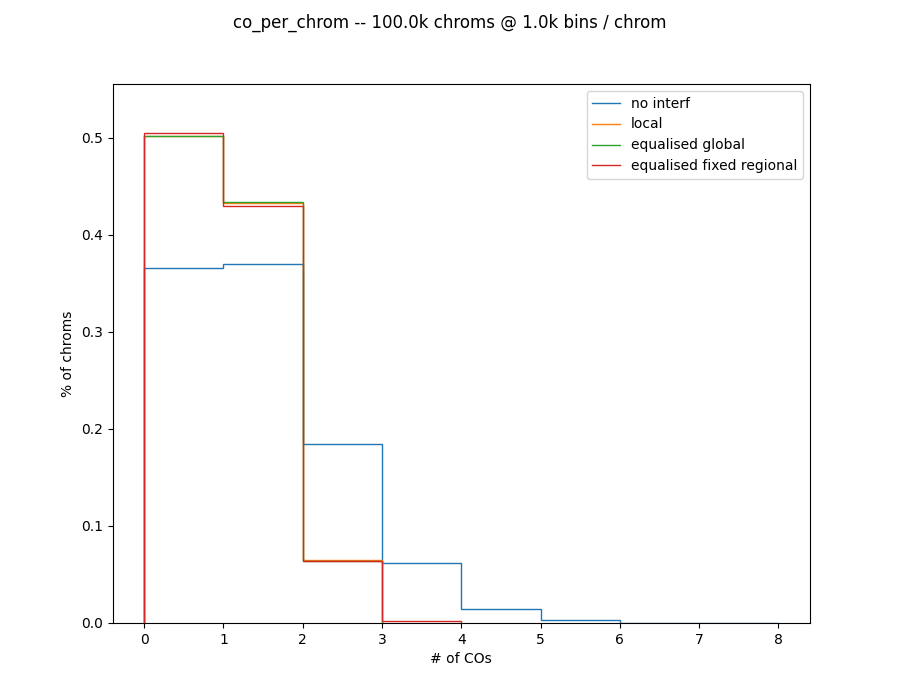 co_per_chrom -- 100.0k chroms @ 1.0k bins / chrom
no interf
local
equalised global
equalised fixed regional
0.5
0.4
0.3
0.2
0.1
0.0
% of chroms
0 1 2 3 4 5 6 7 8
# of COs